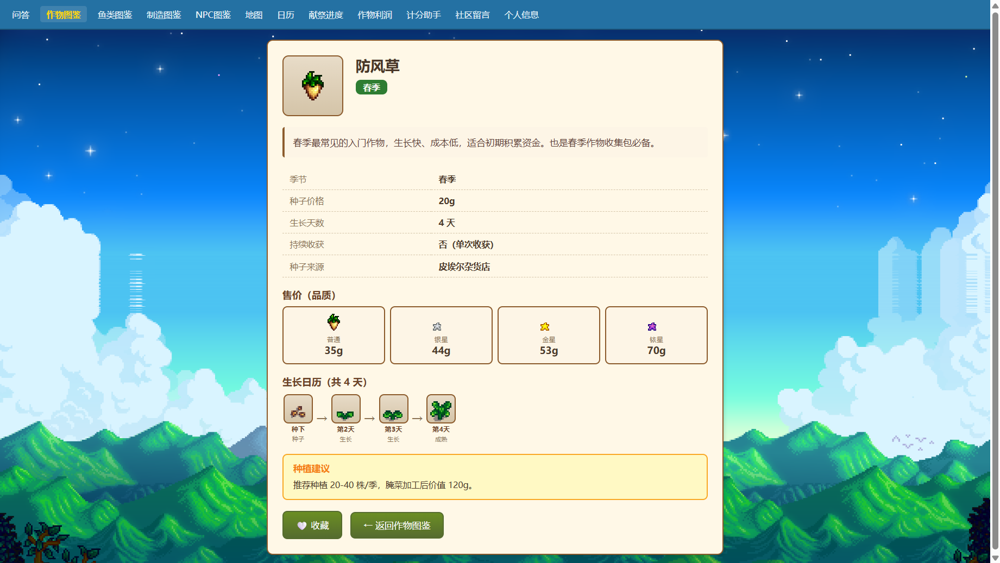 问答 作物图鉴 鱼类图鉴 制造图鉴 NPC图鉴 地图 日历 献祭进度 作物利润 计分助手 社区留言 个人信息
防风草
春季
春季最常见的入门作物，生长快、成本低，适合初期积累资金。也是春季作物收集包必备。
季节 春季
种子价格 20g
生长天数 4 天
持续收获 否（单次收获）
种子来源 皮埃尔杂货店
售价（品质）
普通 银星 金星 铱星
35g 44g 53g 70g
生长日历（共 4 天）
→ → →
种下 第2天 第3天 第4天
种子 生长 生长 成熟
种植建议
推荐种植 20-40 株/季，腌菜加工后价值 120g。
收藏 ← 返回作物图鉴